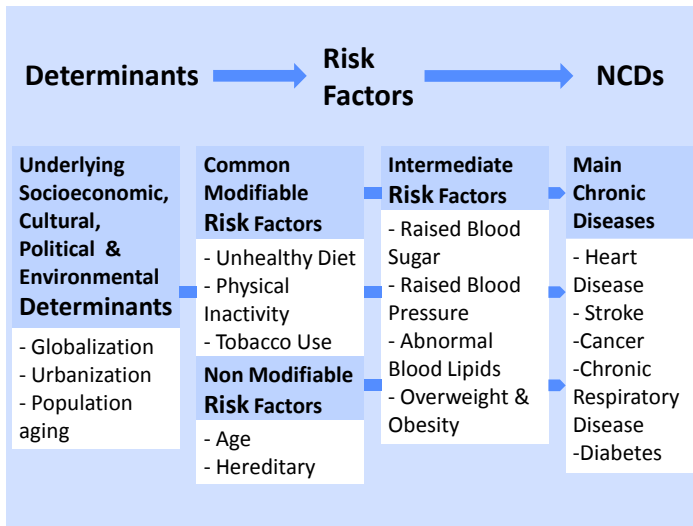 Determinants
Risk
Factors
NCDs
Underlying
Socioeconomic,
Cultural,
Political &
Environmental
Determinants
- Globalization
- Urbanization
- Population
aging
Common
Modifiable
Risk Factors
- Unhealthy Diet
- Physical
Inactivity
- Tobacco Use
Non Modifiable
Risk Factors
- Age
- Hereditary
Intermediate
Risk Factors
- Raised Blood
Sugar
- Raised Blood
Pressure
- Abnormal
Blood Lipids
- Overweight &
Obesity
Main
Chronic
Diseases
- Heart
Disease
- Stroke
-Cancer
-Chronic
Respiratory
Disease
-Diabetes